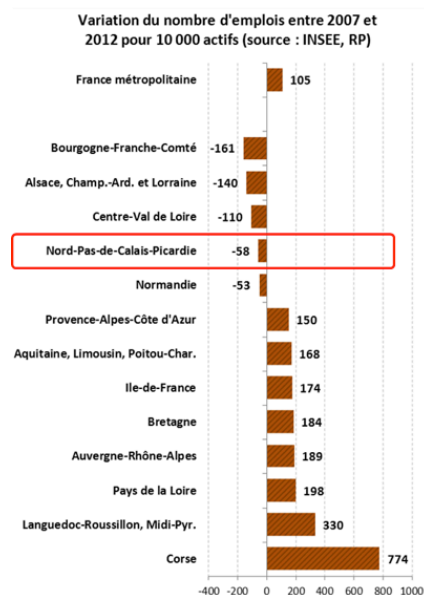 Variation du nombre d'emplois entre 2007 et
2012 pour 10 000 actifs (source : INSEE, RP)
France métropolitaine 105
Bourgogne-Franche-Comté -161
Alsace, Champ.-Ard. et Lorraine -140
Centre-Val de Loire -110
Nord-Pas-de-Calais-Picardie -58
Normandie -53
Provence-Alpes-Côte d'Azur 150
Aquitaine, Limousin, Poitou-Char. 168
Ile-de-France 174
Bretagne 184
Auvergne-Rhône-Alpes 189
Pays de la Loire 198
Languedoc-Roussillon, Midi-Pyr. 330
Corse 774
-400 -200 0 200 400 600 800 1000